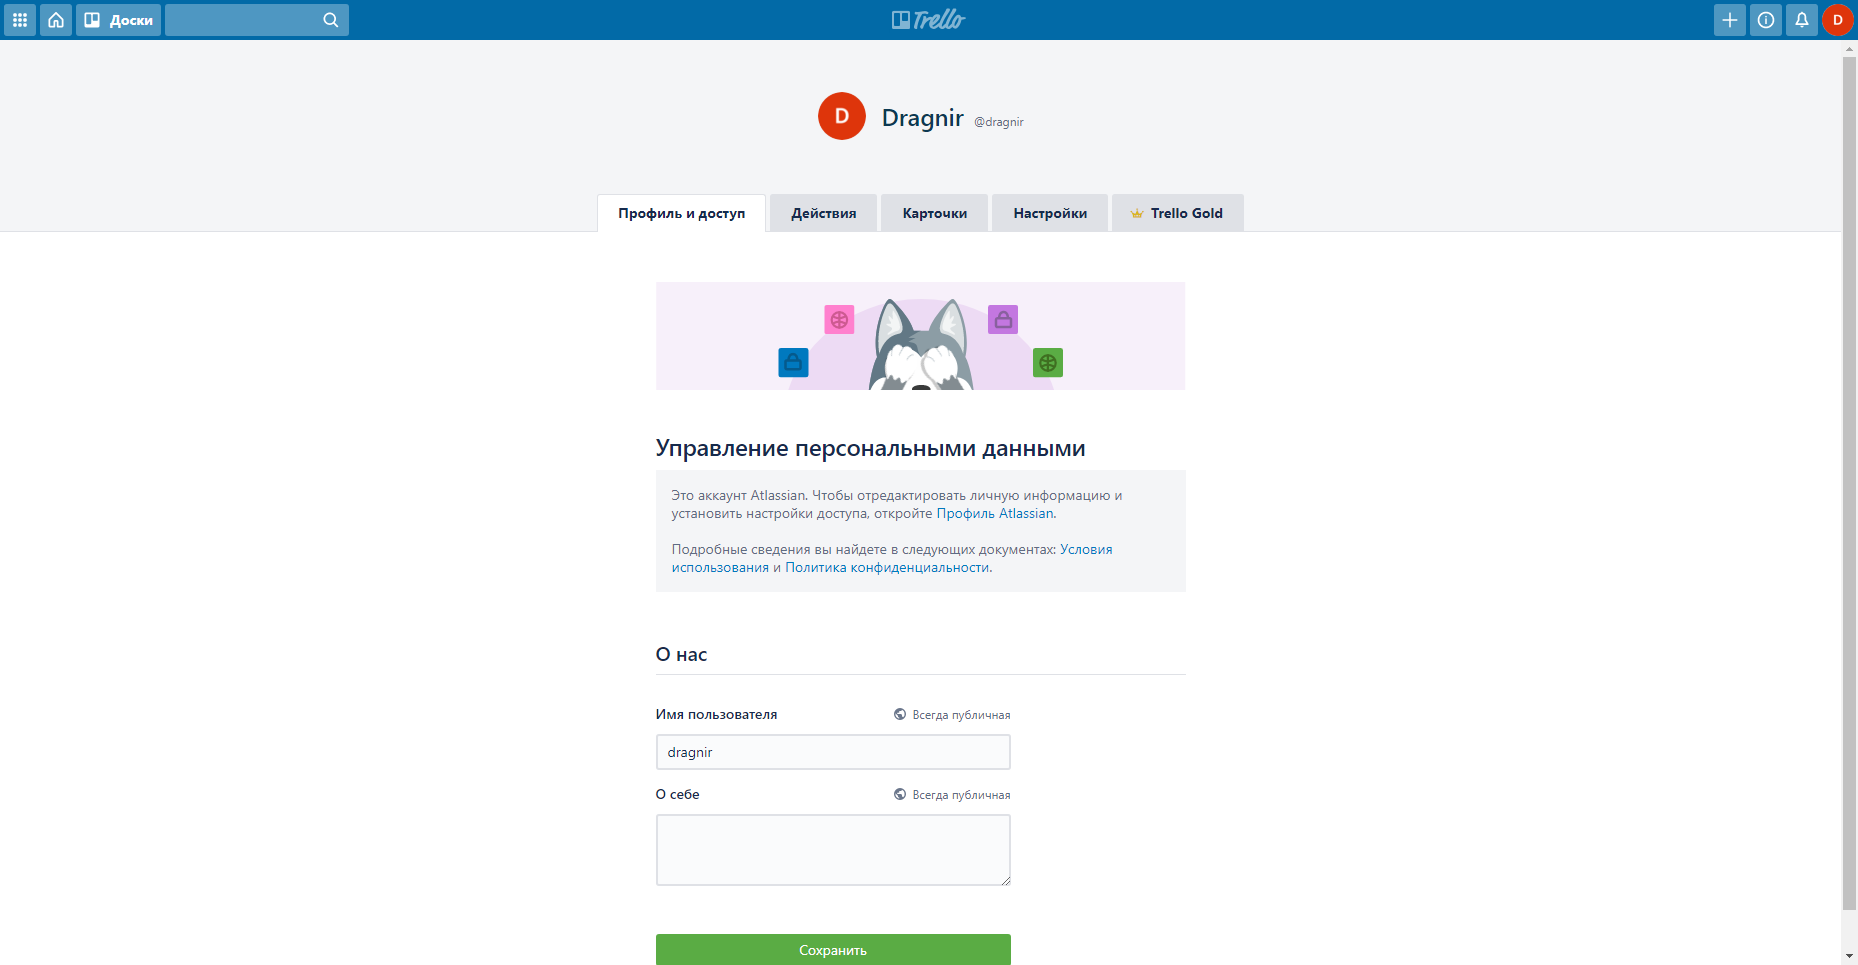 Доски
Trello
D
D
Dragnir @dragnir
Профиль и доступ
Действия
Карточки
Настройки
Trello Gold
Управление персональными данными
Это аккаунт Atlassian. Чтобы отредактировать личную информацию и
установить настройки доступа, откройте Профиль Atlassian.
Подробные сведения вы найдете в следующих документах: Условия
использования и Политика конфиденциальности.
О нас
Имя пользователя
Всегда публичная
dragnir
О себе
Всегда публичная
Сохранить